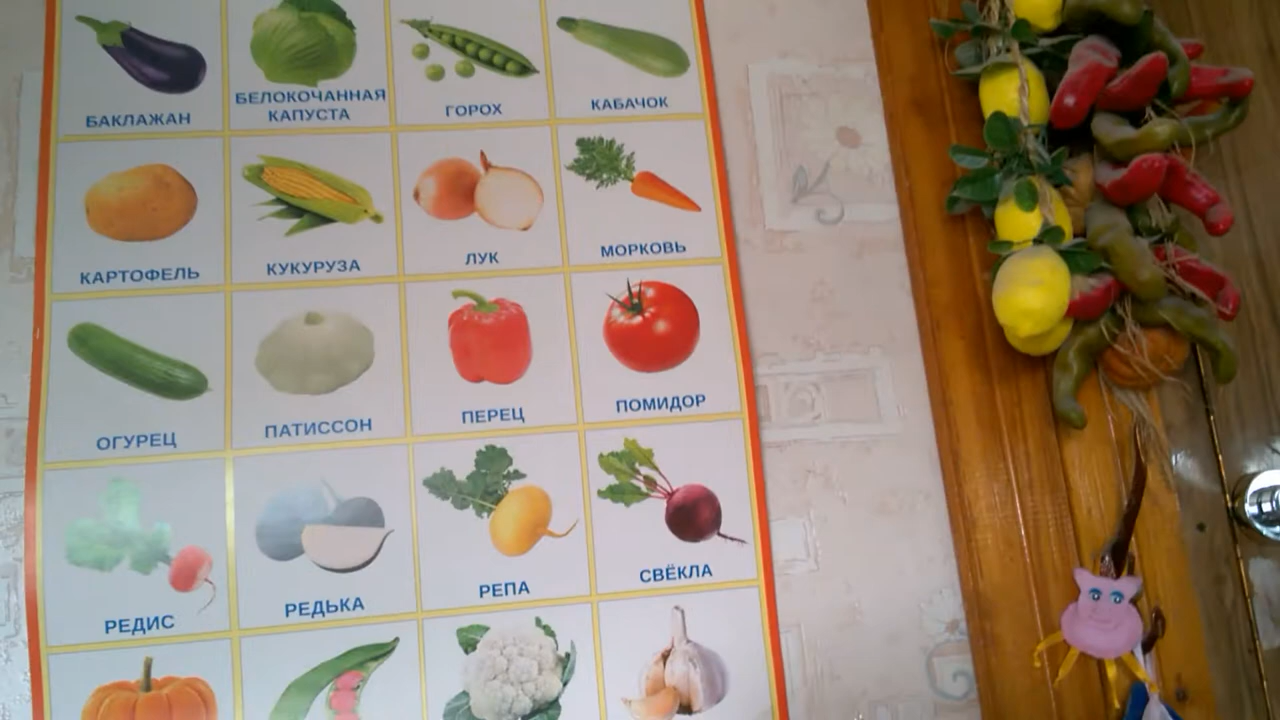 БАКЛАЖАН
БЕЛОКОЧАННАЯ
КАПУСТА
ГОРОХ
КАБАЧОК
КАРТОФЕЛЬ
КУКУРУЗА
ЛУК
МОРКОВЬ
ОГУРЕЦ
ПАТИССОН
ПЕРЕЦ
ПОМИДОР
РЕДИС
РЕДЬКА
РЕПА
СВЁКЛА